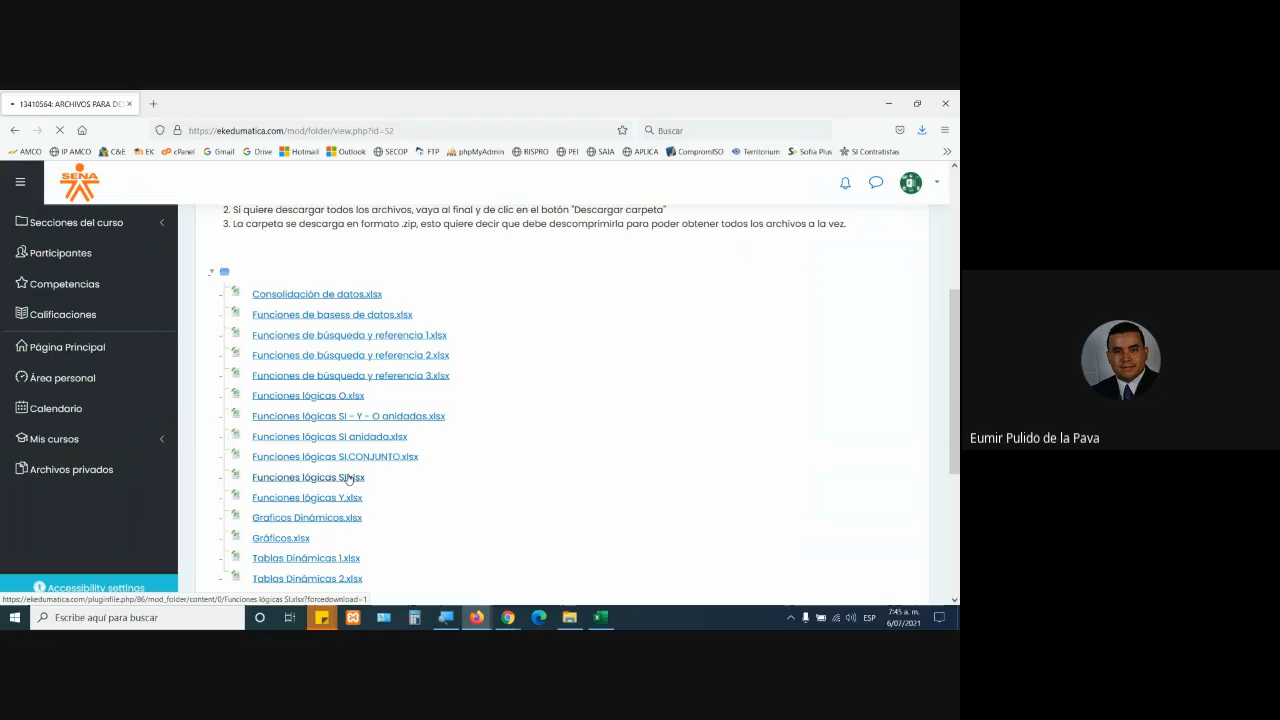 13410564: ARCHIVOS PARA DE
https://ekedumatica.com/mod/folder/view.php?id=52
Buscar
AMCO IP AMCO C&E EK cPanel Gmail Drive Hotmail Outlook SECOP FTP phpMyAdmin RISPRO PEI SAIA APLICA CompromISO Territorium Sofia Plus SI Contratistas
SENA
2. Si quiere descargar todos los archivos, vaya al final y de clic en el botón "Descargar carpeta"
3. La carpeta se descarga en formato .zip, esto quiere decir que debe descomprimirla para poder obtener todos los archivos a la vez.
Secciones del curso
Participantes
Competencias
Calificaciones
Página Principal
Área personal
Calendario
Mis cursos
Archivos privados
Accessibility settings
Consolidación de datos.xlsx
Funciones de basess de datos.xlsx
Funciones de búsqueda y referencia 1.xlsx
Funciones de búsqueda y referencia 2.xlsx
Funciones de búsqueda y referencia 3.xlsx
Funciones lógicas O.xlsx
Funciones lógicas SI - Y - O anidadas.xlsx
Funciones lógicas SI anidada.xlsx
Funciones lógicas SI.CONJUNTO.xlsx
Funciones lógicas SI.xlsx
Funciones lógicas Y.xlsx
Graficos Dinámicos.xlsx
Gráficos.xlsx
Tablas Dinámicas 1.xlsx
Tablas Dinámicas 2.xlsx
https://ekedumatica.com/pluginfile.php/86/mod_folder/content/0/Funciones lógicas SI.xlsx?forcedownload=1
Escribe aquí para buscar
ESP
7:45 a. m.
6/07/2021
Eumir Pulido de la Pava